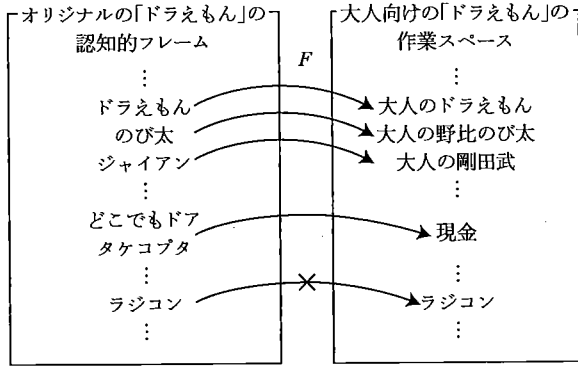 オリジナルの「ドラえもん」の
認知的フレーム
⋮
ドラえもん
のび太
ジャイアン
⋮
どこでもドア
タケコプタ
⋮
ラジコン
⋮
F
大人向けの「ドラえもん」の
作業スペース
⋮
大人のドラえもん
大人の野比のび太
大人の剛田武
⋮
現金
⋮
ラジコン
⋮